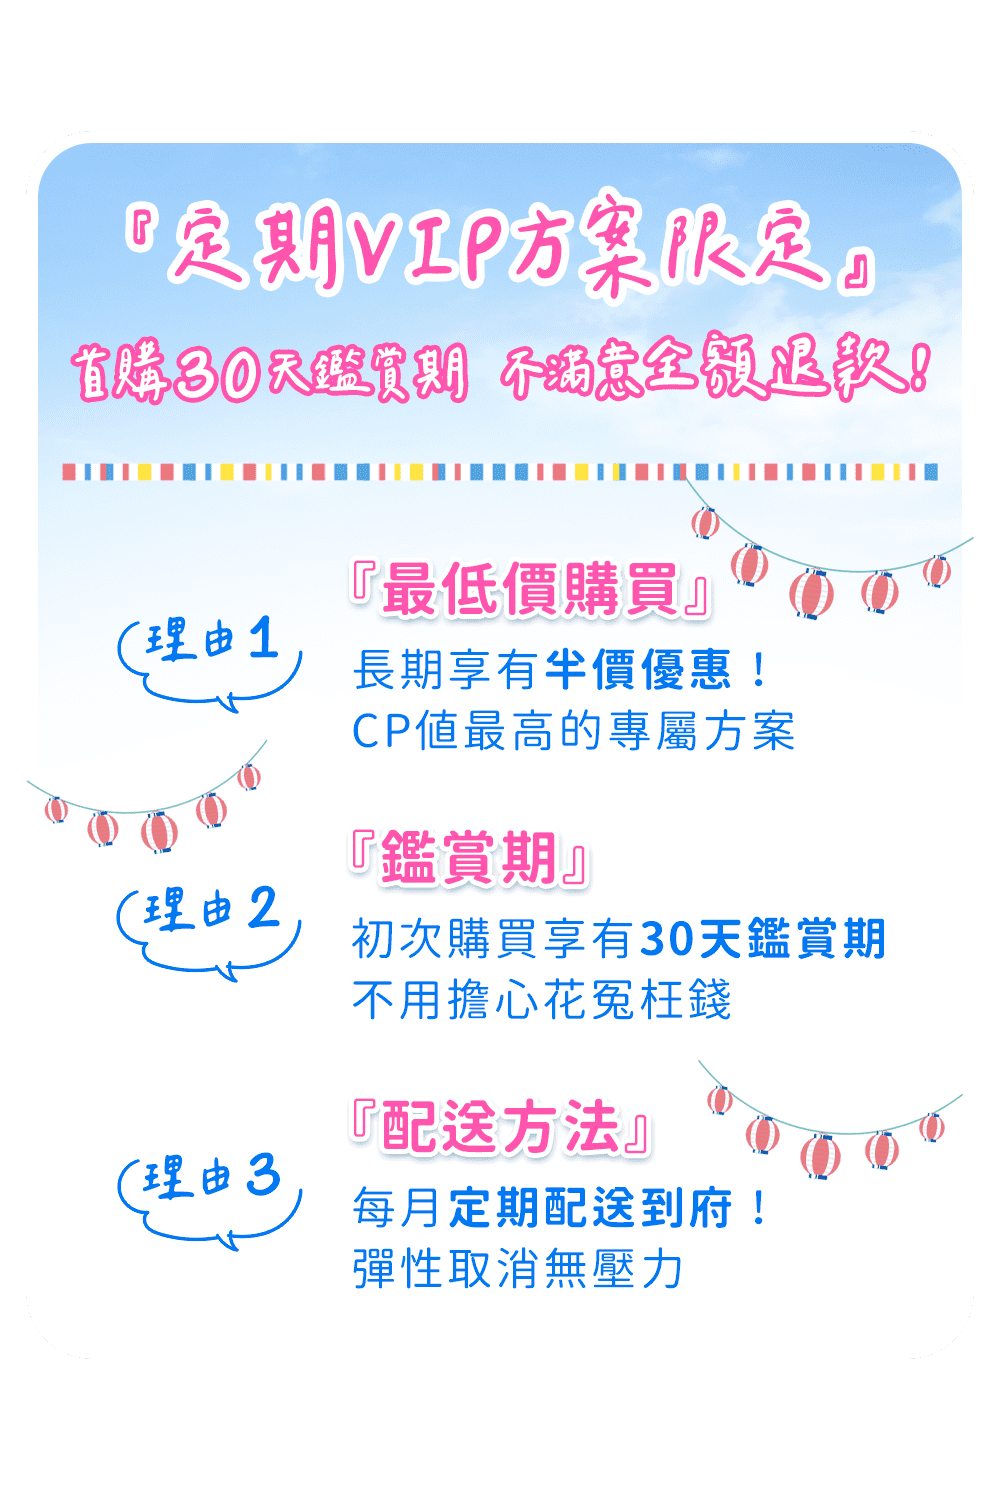 『定期VIP方案限定』
首購30天鑑賞期 不滿意全額退款!
『最低價購買』
理由1
長期享有半價優惠！
CP值最高的專屬方案
『鑑賞期』
理由2
初次購買享有30天鑑賞期
不用擔心花冤枉錢
『配送方法』
理由3
每月定期配送到府！
彈性取消無壓力